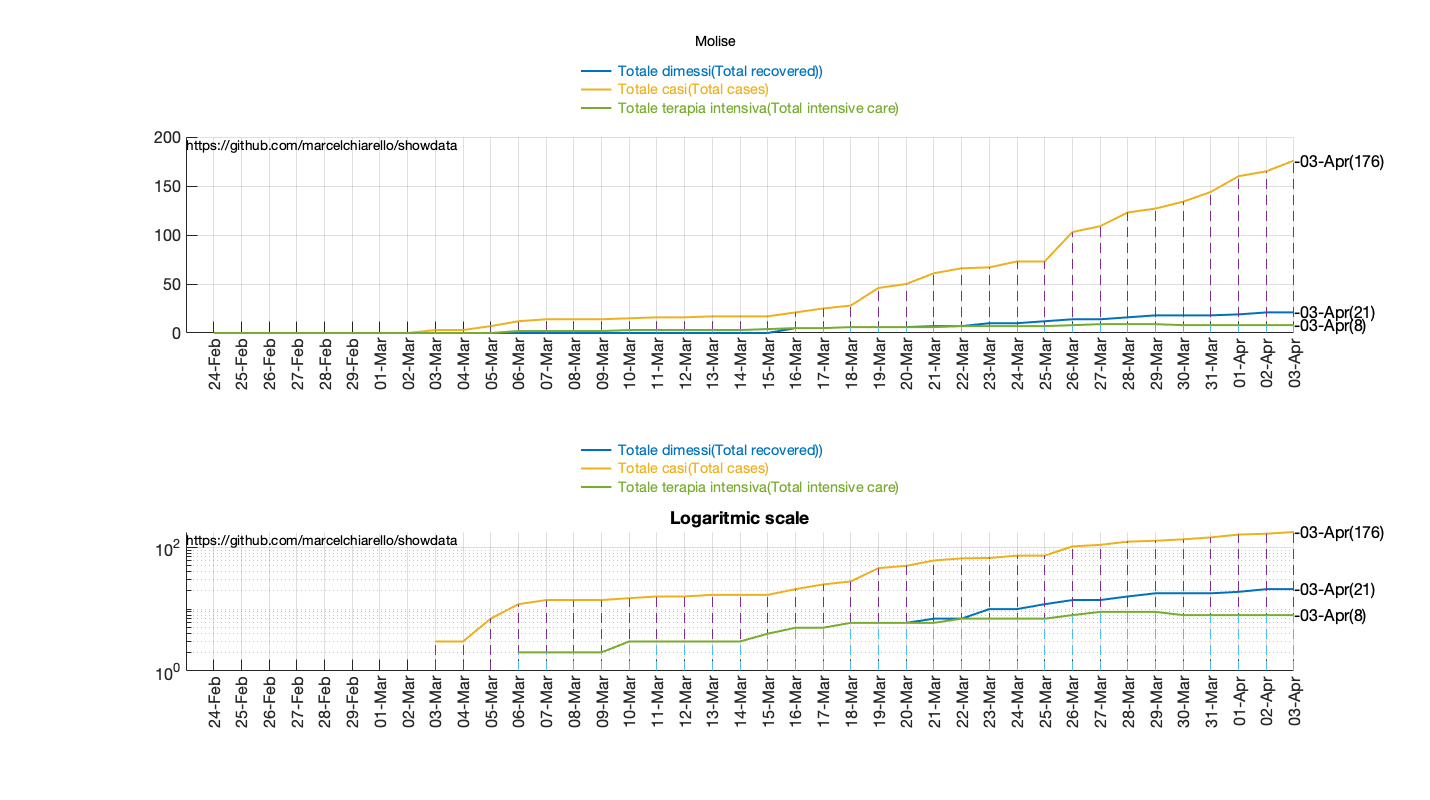 Molise
Totale dimessi(Total recovered))
Totale casi(Total cases)
Totale terapia intensiva(Total intensive care)
https://github.com/marcelchiarello/showdata
200
150
100
50
0
-03-Apr(176)
-03-Apr(21)
-03-Apr(8)
24-Feb
25-Feb
26-Feb
27-Feb
28-Feb
29-Feb
01-Mar
02-Mar
03-Mar
04-Mar
05-Mar
06-Mar
07-Mar
08-Mar
09-Mar
10-Mar
11-Mar
12-Mar
13-Mar
14-Mar
15-Mar
16-Mar
17-Mar
18-Mar
19-Mar
20-Mar
21-Mar
22-Mar
23-Mar
24-Mar
25-Mar
26-Mar
27-Mar
28-Mar
29-Mar
30-Mar
31-Mar
01-Apr
02-Apr
03-Apr
Totale dimessi(Total recovered))
Totale casi(Total cases)
Totale terapia intensiva(Total intensive care)
Logaritmic scale
https://github.com/marcelchiarello/showdata
10^2
10^0
-03-Apr(176)
-03-Apr(21)
-03-Apr(8)
24-Feb
25-Feb
26-Feb
27-Feb
28-Feb
29-Feb
01-Mar
02-Mar
03-Mar
04-Mar
05-Mar
06-Mar
07-Mar
08-Mar
09-Mar
10-Mar
11-Mar
12-Mar
13-Mar
14-Mar
15-Mar
16-Mar
17-Mar
18-Mar
19-Mar
20-Mar
21-Mar
22-Mar
23-Mar
24-Mar
25-Mar
26-Mar
27-Mar
28-Mar
29-Mar
30-Mar
31-Mar
01-Apr
02-Apr
03-Apr